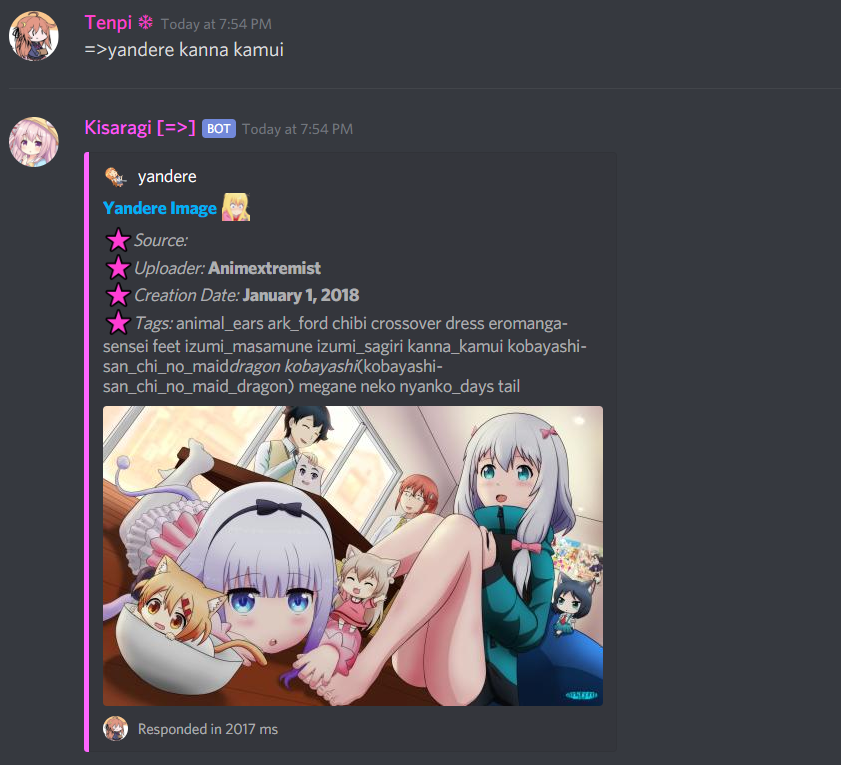 Tenpi ❄ Today at 7:54 PM
=>yandere kanna kamui
Kisaragi [=>] BOT Today at 7:54 PM
yandere
Yandere Image
Source:
Uploader: Animextremist
Creation Date: January 1, 2018
Tags: animal_ears ark_ford chibi crossover dress eromanga-
sensei feet izumi_masamune izumi_sagiri kanna_kamui kobayashi-
san_chi_no_maiddragon kobayashi(kobayashi-
san_chi_no_maid_dragon) megane neko nyanko_days tail
Responded in 2017 ms